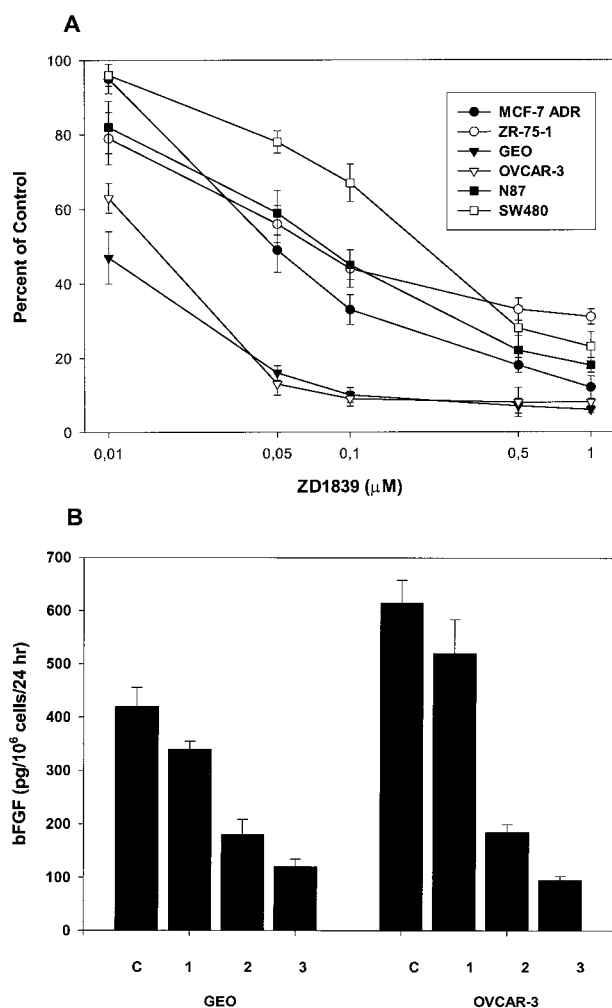 A
100
80
60
40
20
0
Percent of Control
MCF-7 ADR
ZR-75-1
GEO
OVCAR-3
N87
SW480
0,01 0,05 0,1 0,5 1
ZD1839 (μM)
B
700
600
500
400
300
200
100
0
bFGF (pg/10⁶ cells/24 hr)
C 1 2 3 C 1 2 3
GEO OVCAR-3